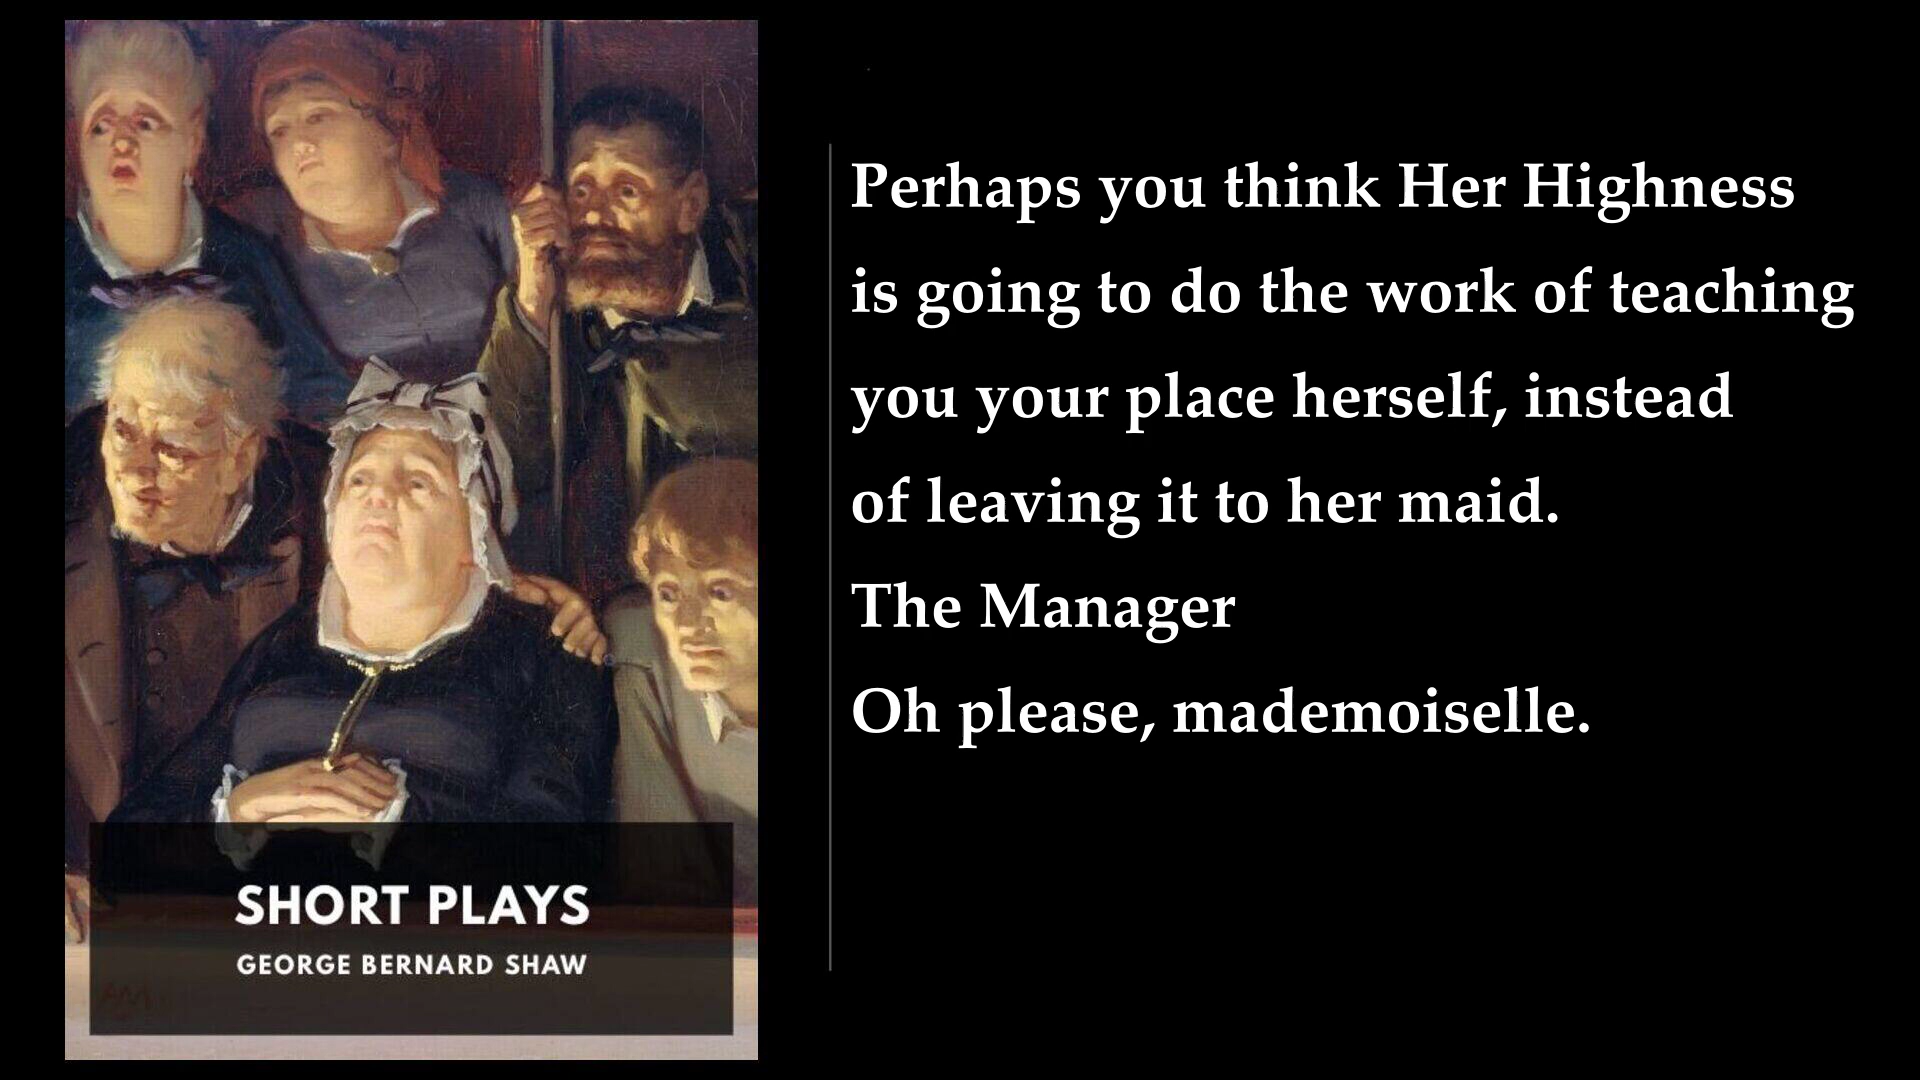 Perhaps you think Her Highness
is going to do the work of teaching
you your place herself, instead
of leaving it to her maid.
The Manager
Oh please, mademoiselle.
SHORT PLAYS
GEORGE BERNARD SHAW